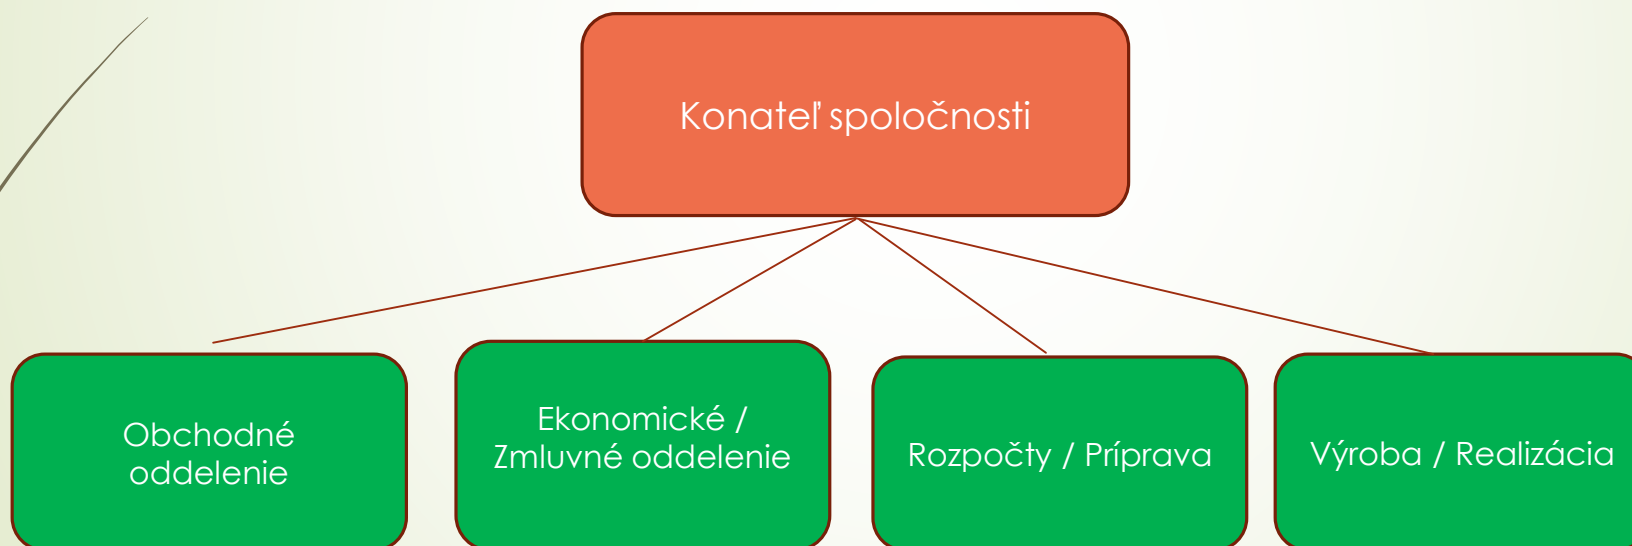 Konateľ spoločnosti
Obchodné
oddelenie
Ekonomické /
Zmluvné oddelenie
Rozpočty / Príprava
Výroba / Realizácia